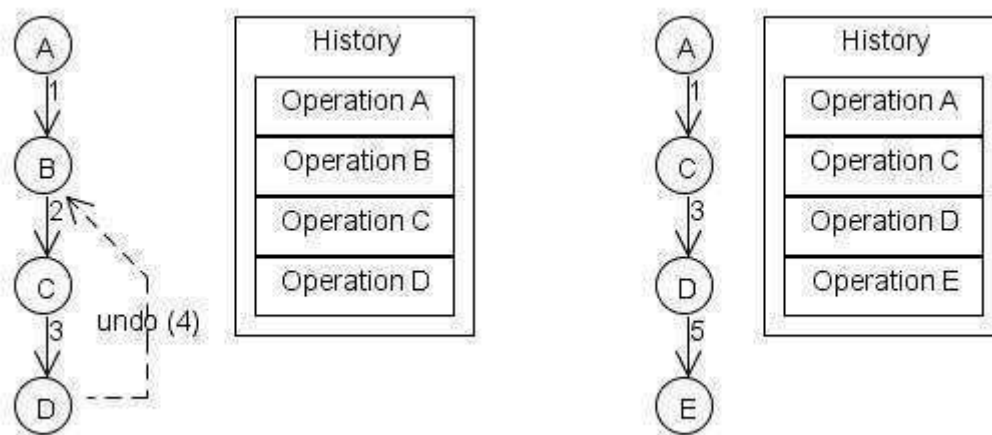 A
1
B
2
C
3
D
undo (4)
History
Operation A
Operation B
Operation C
Operation D
A
1
C
3
D
5
E
History
Operation A
Operation C
Operation D
Operation E